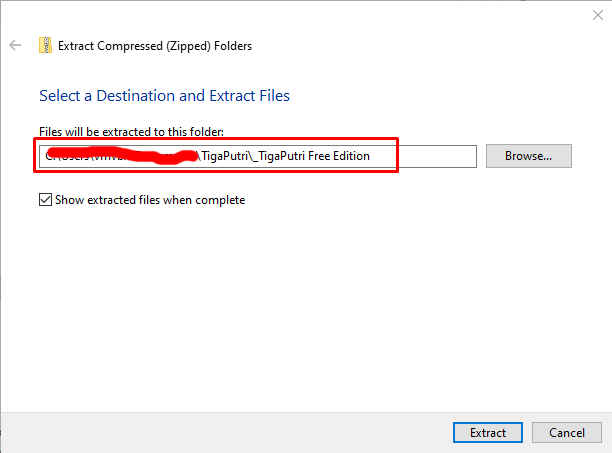 Extract Compressed (Zipped) Folders
Select a Destination and Extract Files
Files will be extracted to this folder:
\TigaPutri\_TigaPutri Free Edition
Browse...
Show extracted files when complete
Extract
Cancel